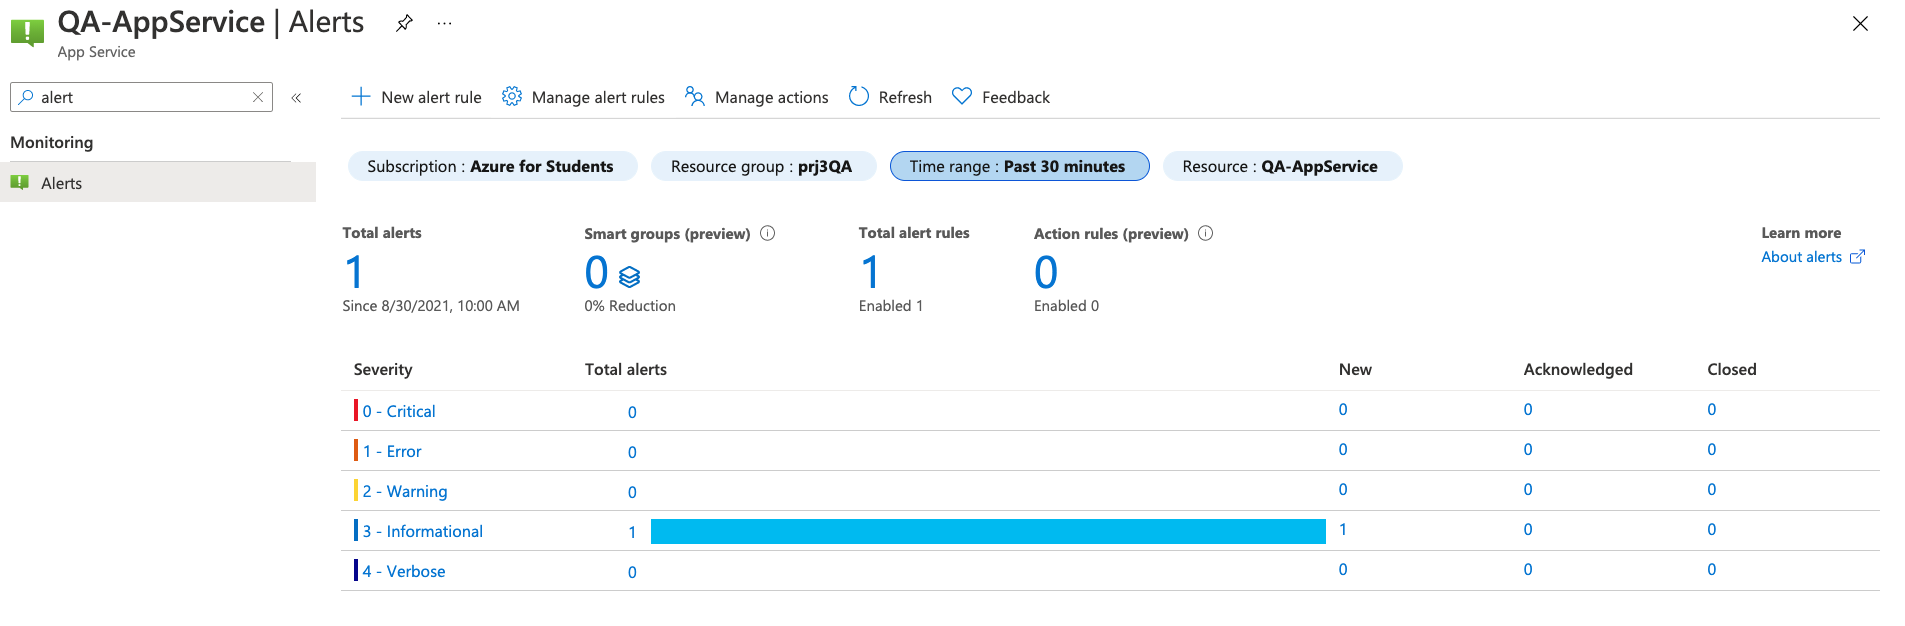 QA-AppService | Alerts
App Service
alert
«
New alert rule
Manage alert rules
Manage actions
Refresh
Feedback
Monitoring
Alerts
Subscription : Azure for Students
Resource group : prj3QA
Time range : Past 30 minutes
Resource : QA-AppService
Total alerts
1
Since 8/30/2021, 10:00 AM
Smart groups (preview)
0
0% Reduction
Total alert rules
1
Enabled 1
Action rules (preview)
0
Enabled 0
Learn more
About alerts
Severity Total alerts New Acknowledged Closed
0 - Critical 0 0 0 0
1 - Error 0 0 0 0
2 - Warning 0 0 0 0
3 - Informational 1 1 0 0
4 - Verbose 0 0 0 0